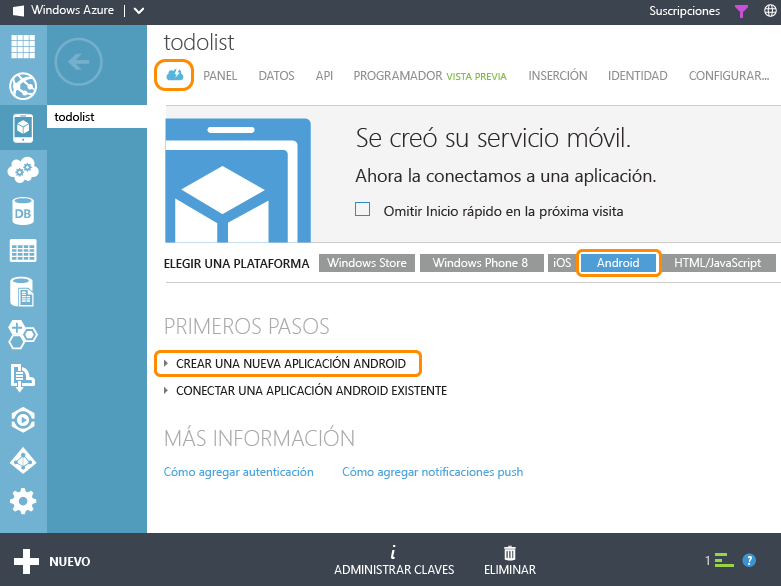 Windows Azure | Suscripciones
todolist
PANEL DATOS API PROGRAMADOR VISTA PREVIA INSERCIÓN IDENTIDAD CONFIGURAR...
todolist
Se creó su servicio móvil.
Ahora la conectamos a una aplicación.
Omitir Inicio rápido en la próxima visita
DB
ELEGIR UNA PLATAFORMA Windows Store Windows Phone 8 iOS Android HTML/JavaScript
PRIMEROS PASOS
CREAR UNA NUEVA APLICACIÓN ANDROID
CONECTAR UNA APLICACIÓN ANDROID EXISTENTE
MÁS INFORMACIÓN
Cómo agregar autenticación Cómo agregar notificaciones push
NUEVO ADMINISTRAR CLAVES ELIMINAR 1 ?